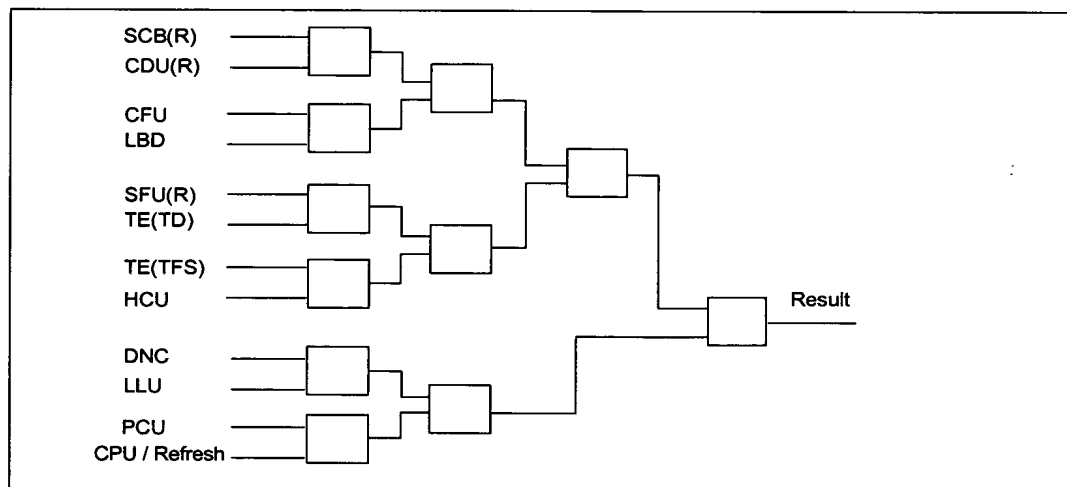 SCB(R)
CDU(R)
CFU
LBD
SFU(R)
TE(TD)
TE(TFS)
HCU
Result
DNC
LLU
PCU
CPU / Refresh